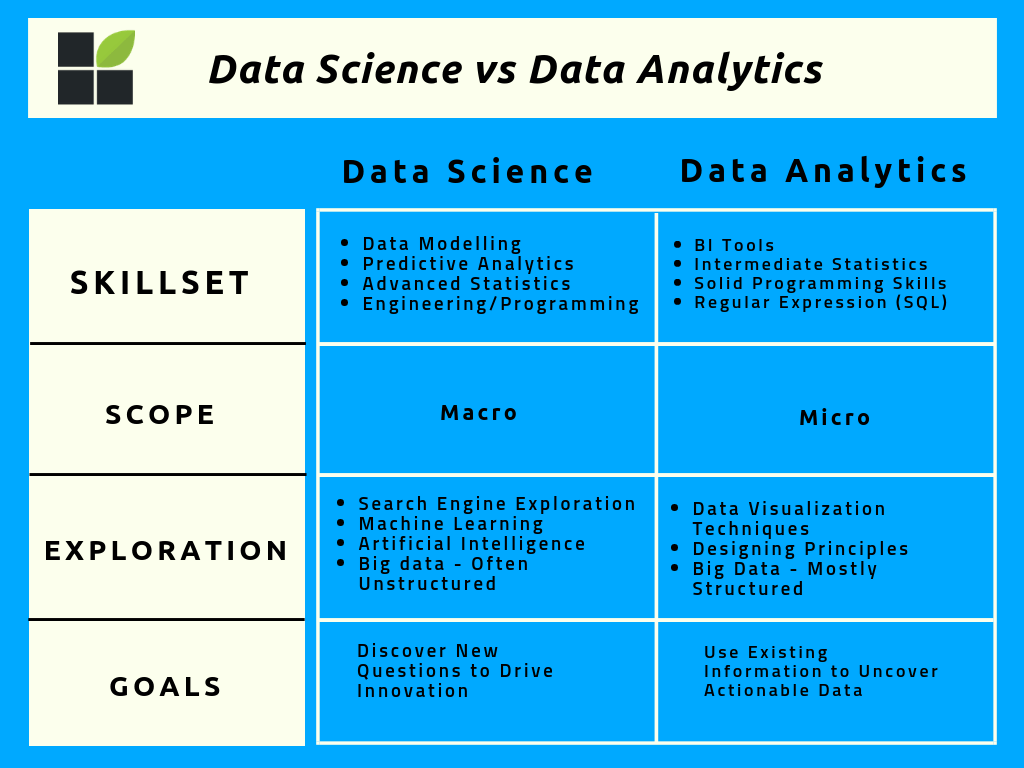 Data Science vs Data Analytics
Data Science
Data Analytics
SKILLSET
• Data Modelling
• Predictive Analytics
• Advanced Statistics
• Engineering/Programming
• BI Tools
• Intermediate Statistics
• Solid Programming Skills
• Regular Expression (SQL)
SCOPE
Macro
Micro
EXPLORATION
• Search Engine Exploration
• Machine Learning
• Artificial Intelligence
• Big data - Often
Unstructured
• Data Visualization
Techniques
• Designing Principles
• Big Data - Mostly
Structured
GOALS
Discover New
Questions to Drive
Innovation
Use Existing
Information to Uncover
Actionable Data